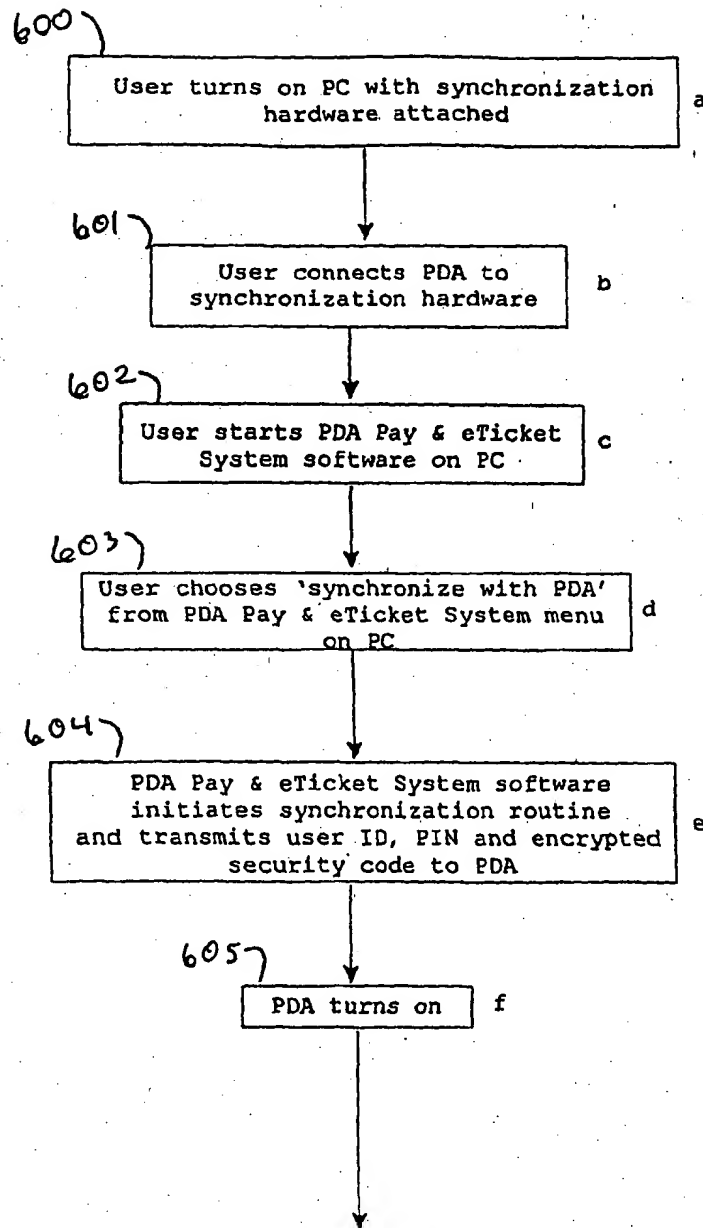 600
User turns on PC with synchronization
hardware attached
a
601
User connects PDA to
synchronization hardware
b
602
User starts PDA Pay & eTicket
System software on PC
c
603
User chooses 'synchronize with PDA'
from PDA Pay & eTicket System menu
on PC
d
604
PDA Pay & eTicket System software
initiates synchronization routine
and transmits user ID, PIN and encrypted
security code to PDA
e
605
PDA turns on
f